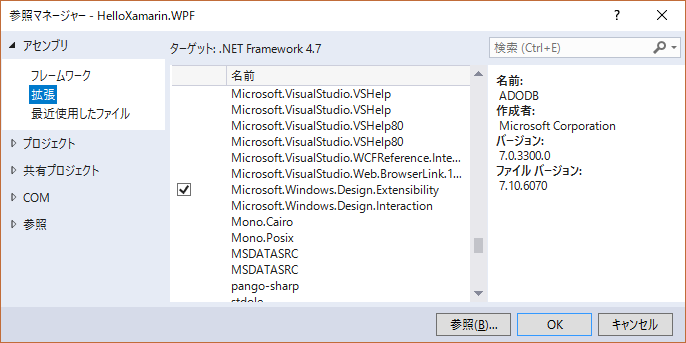 参照マネージャー - HelloXamarin.WPF
アセンブリ
フレームワーク
拡張
最近使用したファイル
プロジェクト
共有プロジェクト
COM
参照
ターゲット: .NET Framework 4.7
名前
Microsoft.VisualStudio.VSHelp
Microsoft.VisualStudio.VSHelp
Microsoft.VisualStudio.VSHelp80
Microsoft.VisualStudio.VSHelp80
Microsoft.VisualStudio.WCFReference.Inte...
Microsoft.VisualStudio.Web.BrowserLink.1...
Microsoft.Windows.Design.Extensibility
Microsoft.Windows.Design.Interaction
Mono.Cairo
Mono.Posix
MSDATASRC
MSDATASRC
pango-sharp
stdole
検索 (Ctrl+E)
名前:
ADODB
作成者:
Microsoft Corporation
バージョン:
7.0.3300.0
ファイル バージョン:
7.10.6070
参照(B)...
OK
キャンセル